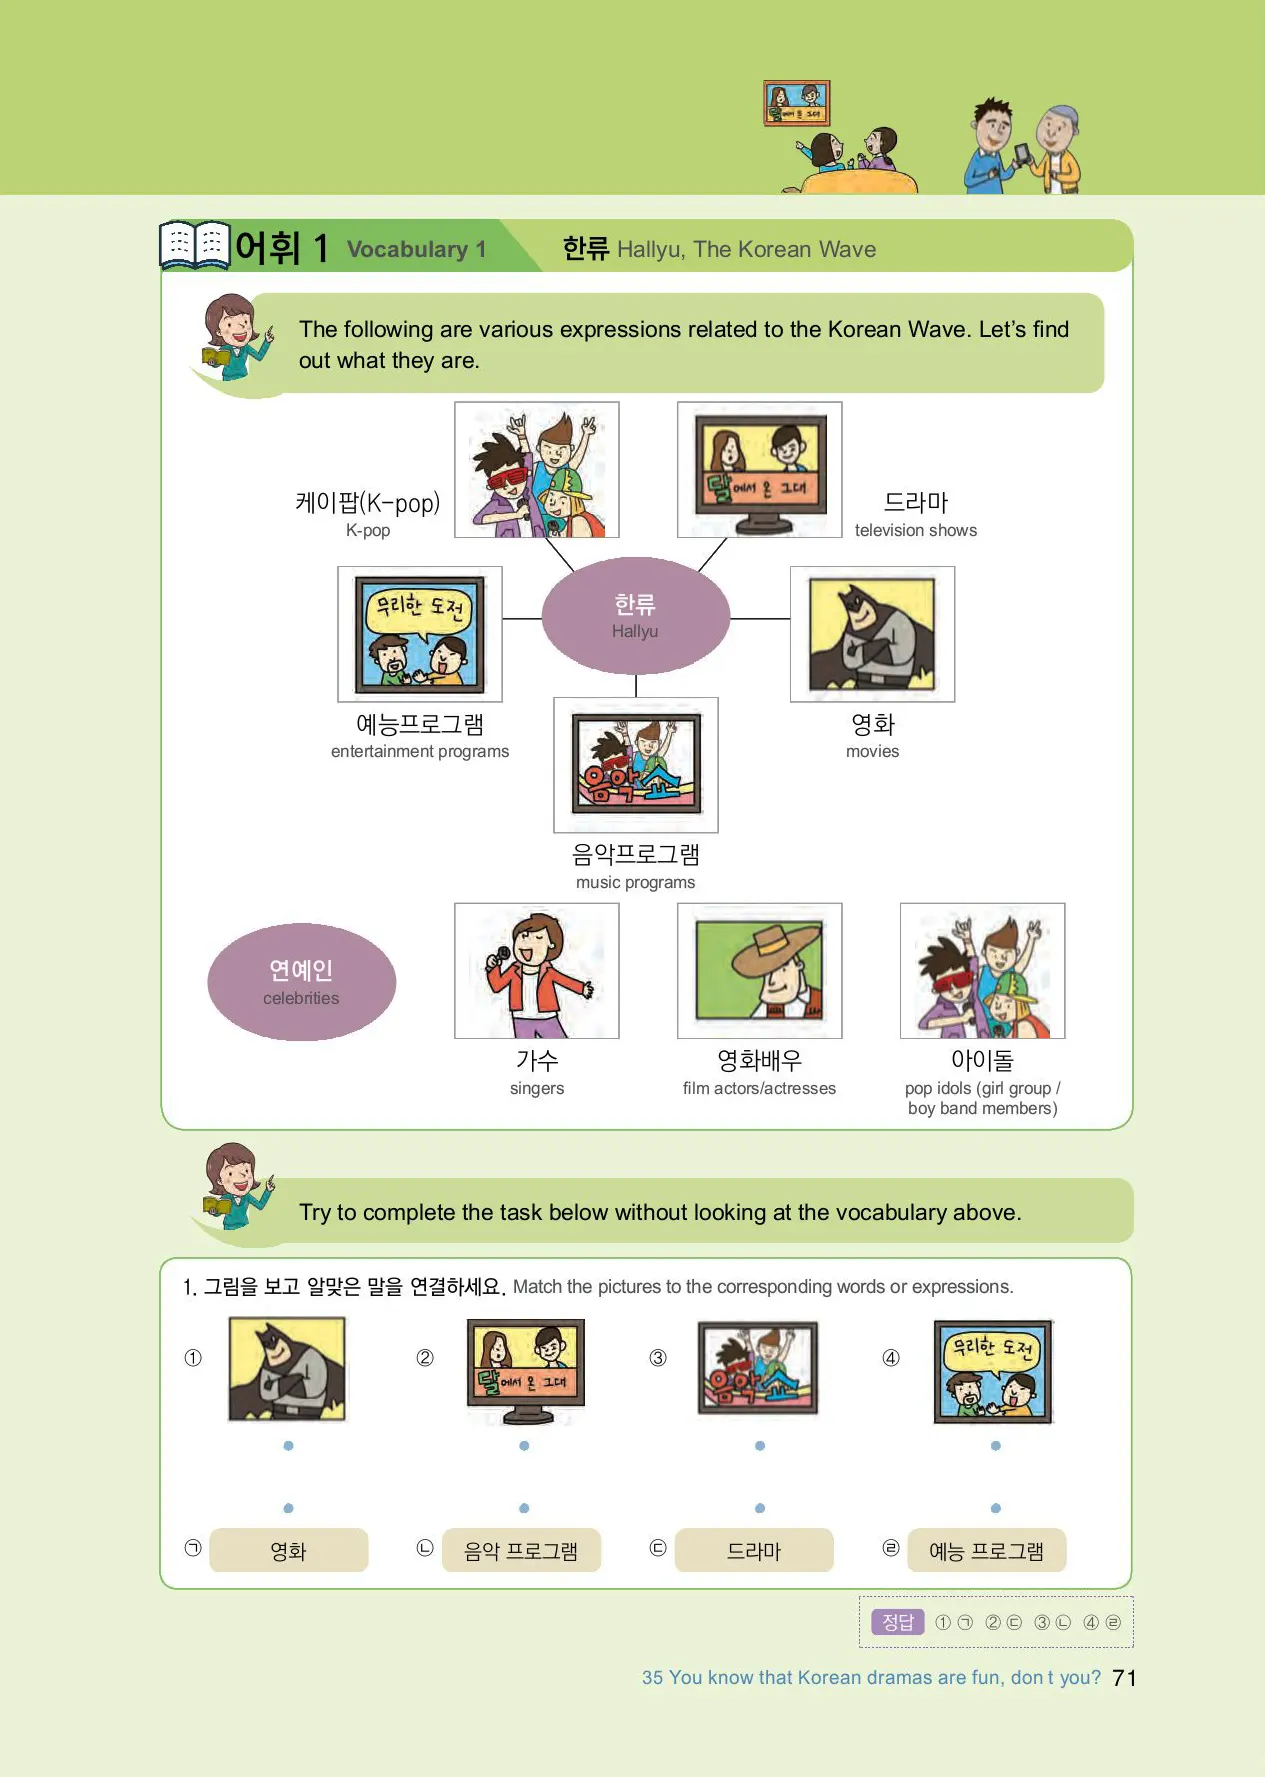 달에서 온 그대
어휘 1 Vocabulary 1 한류 Hallyu, The Korean Wave
The following are various expressions related to the Korean Wave. Let's find
out what they are.
케이팝(K-pop)
K-pop
달에서 온 그대
드라마
television shows
한류
Hallyu
무리한 도전
예능프로그램
entertainment programs
영화
movies
음악쇼
음악프로그램
music programs
연예인
celebrities
가수
singers
영화배우
film actors/actresses
아이돌
pop idols (girl group /
boy band members)
Try to complete the task below without looking at the vocabulary above.
1. 그림을 보고 알맞은 말을 연결하세요. Match the pictures to the corresponding words or expressions.
① ② 달에서 온 그대 ③ 음악쇼 ④ 무리한 도전
㉠ 영화 ㉡ 음악 프로그램 ㉢ 드라마 ㉣ 예능 프로그램
정답 ① ㉠ ② ㉢ ③ ㉡ ④ ㉣
35 You know that Korean dramas are fun, don t you? 71